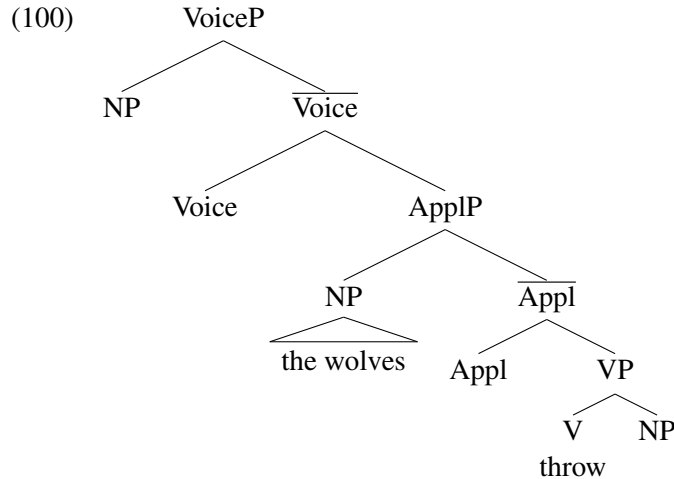 (100) VoiceP
NP Voice
Voice ApplP
NP Appl
the wolves Appl VP
V NP
throw